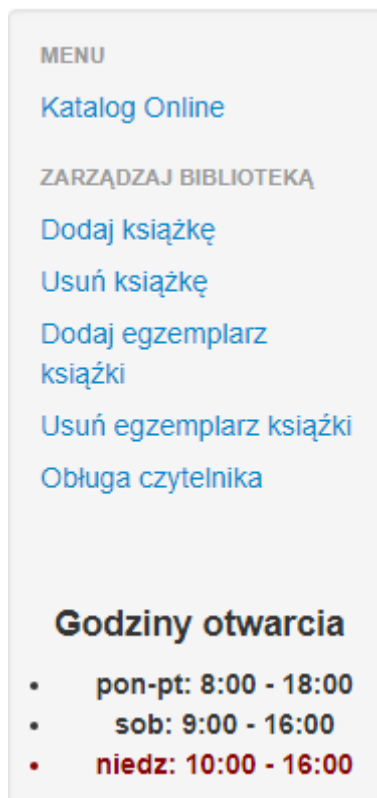 MENU
Katalog Online
ZARZĄDZAJ BIBLIOTEKĄ
Dodaj książkę
Usuń książkę
Dodaj egzemplarz
książki
Usuń egzemplarz książki
Obługa czytelnika
Godziny otwarcia
• pon-pt: 8:00 - 18:00
• sob: 9:00 - 16:00
• niedz: 10:00 - 16:00